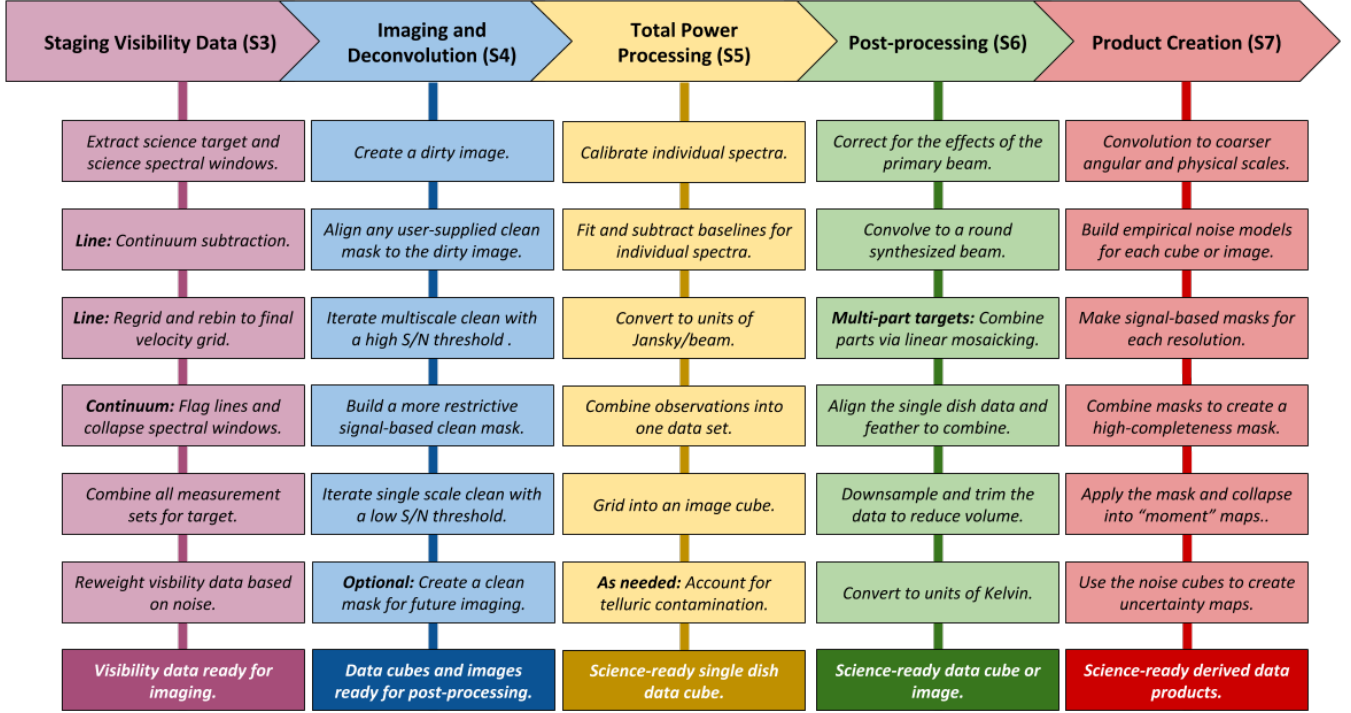 Staging Visibility Data (S3)
Imaging and
Deconvolution (S4)
Total Power
Processing (S5)
Post-processing (S6)
Product Creation (S7)
Extract science target and
science spectral windows.
Line: Continuum subtraction.
Line: Regrid and rebin to final
velocity grid.
Continuum: Flag lines and
collapse spectral windows.
Combine all measurement
sets for target.
Reweight visbility data based
on noise.
Visibility data ready for
imaging.
Create a dirty image.
Align any user-supplied clean
mask to the dirty image.
Iterate multiscale clean with
a high S/N threshold .
Build a more restrictive
signal-based clean mask.
Iterate single scale clean with
a low S/N threshold.
Optional: Create a clean
mask for future imaging.
Data cubes and images
ready for post-processing.
Calibrate individual spectra.
Fit and subtract baselines for
individual spectra.
Convert to units of
Jansky/beam.
Combine observations into
one data set.
Grid into an image cube.
As needed: Account for
telluric contamination.
Science-ready single dish
data cube.
Correct for the effects of the
primary beam.
Convolve to a round
synthesized beam.
Multi-part targets: Combine
parts via linear mosaicking.
Align the single dish data and
feather to combine.
Downsample and trim the
data to reduce volume.
Convert to units of Kelvin.
Science-ready data cube or
image.
Convolution to coarser
angular and physical scales.
Build empirical noise models
for each cube or image.
Make signal-based masks for
each resolution.
Combine masks to create a
high-completeness mask.
Apply the mask and collapse
into “moment” maps..
Use the noise cubes to create
uncertainty maps.
Science-ready derived data
products.